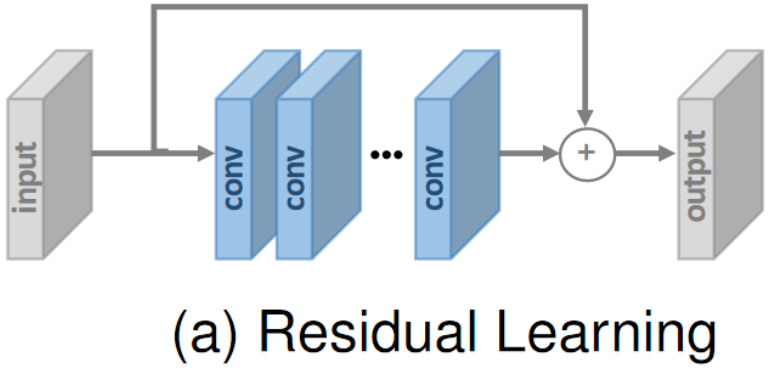 input
conv
conv
...
conv
+
output
(a) Residual Learning